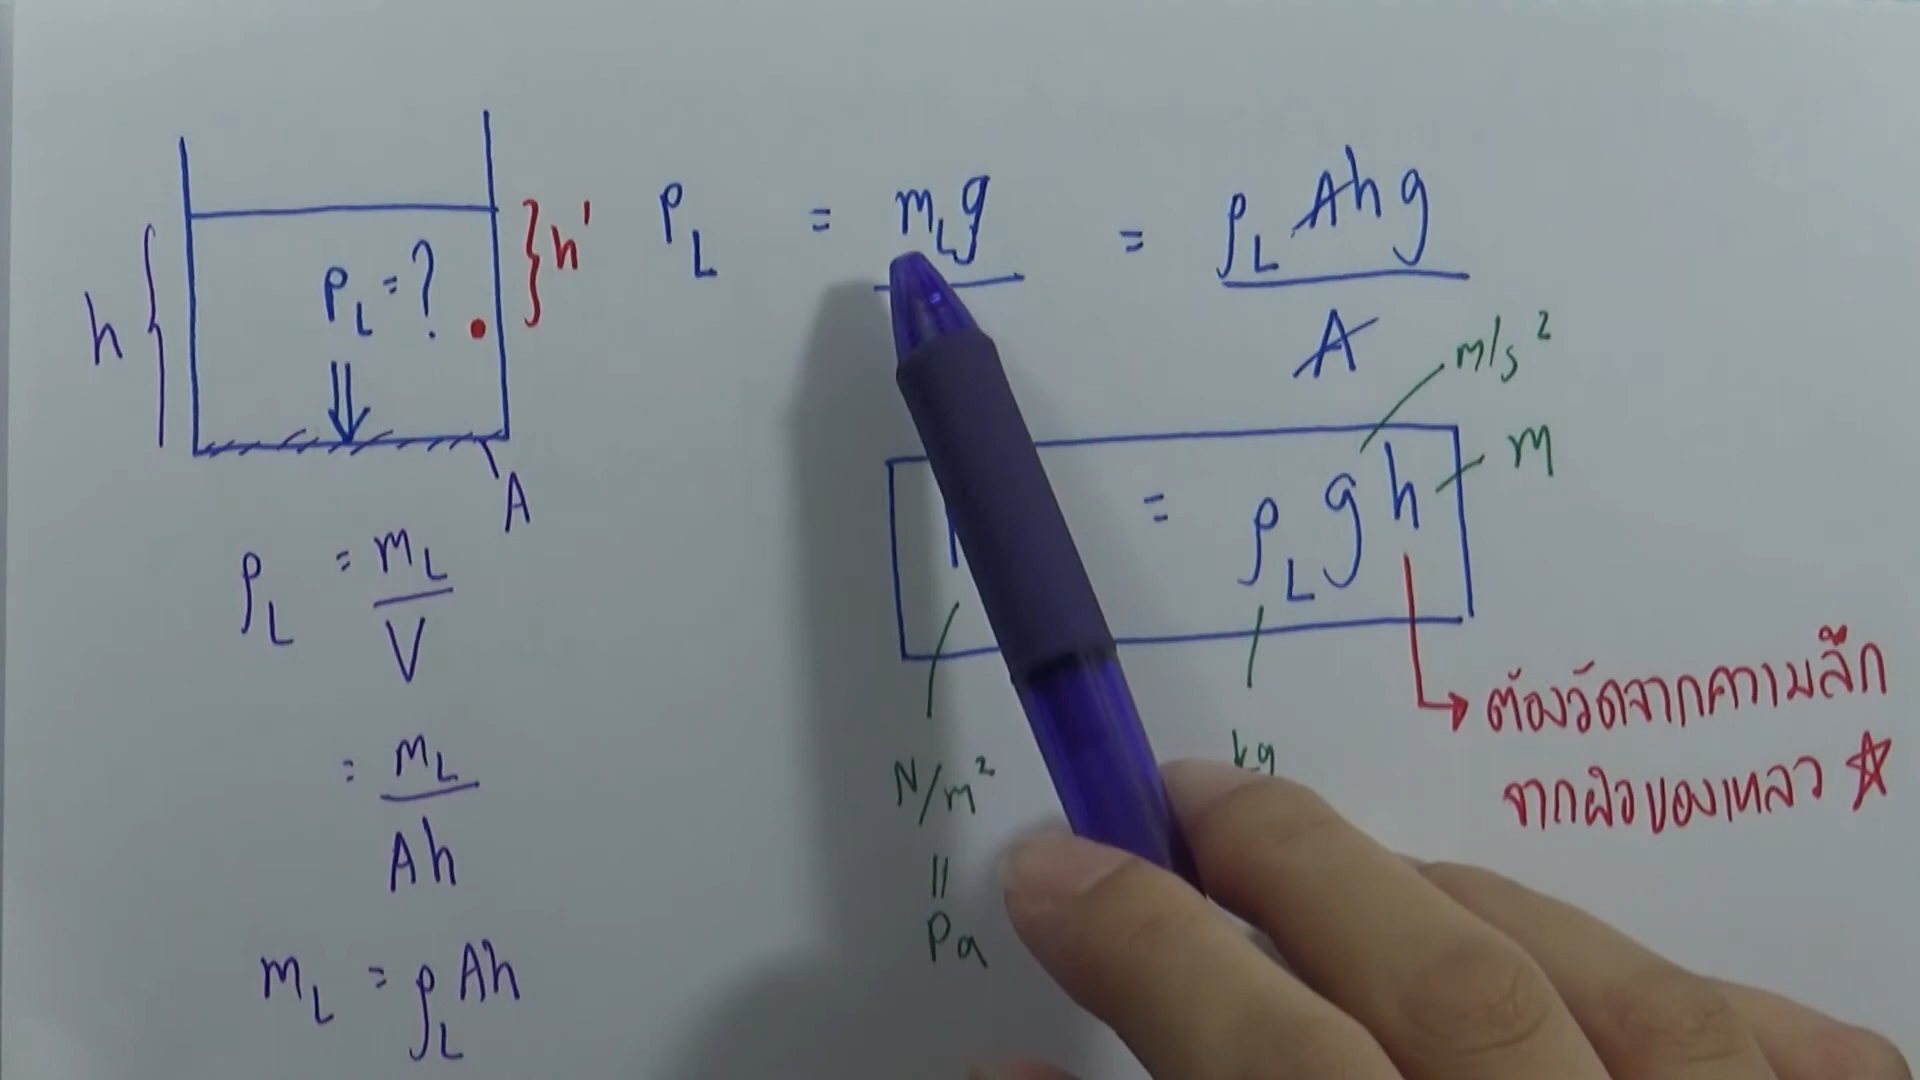 h
P_L = ?
} h'
A
P_L = m_L g = ρ_L A h g
A
m/s²
m
= ρ_L g h
N/m²
=
Pa
kg
ต้องวัดจากความลึก
จากผิวของเหลว ☆
ρ_L = m_L
V
= m_L
Ah
m_L = ρ_L Ah